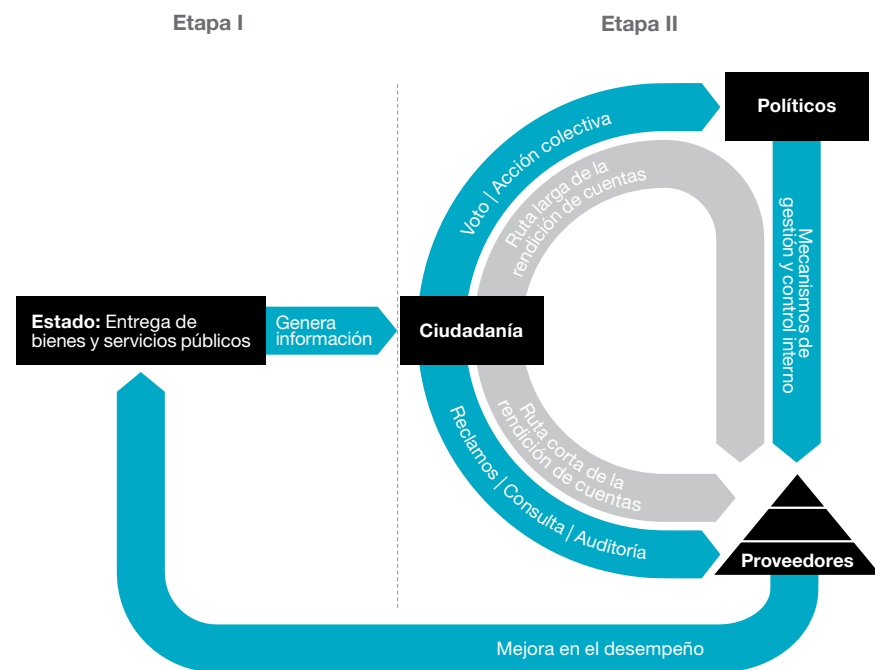 Etapa I
Etapa II
Políticos
Voto | Acción colectiva
Ruta larga de la
rendición de cuentas
Mecanismos de
gestión y control interno
Estado: Entrega de
bienes y servicios públicos
Genera
información
Ciudadanía
Ruta corta de la
rendición de cuentas
Reclamos | Consulta | Auditoría
Proveedores
Mejora en el desempeño